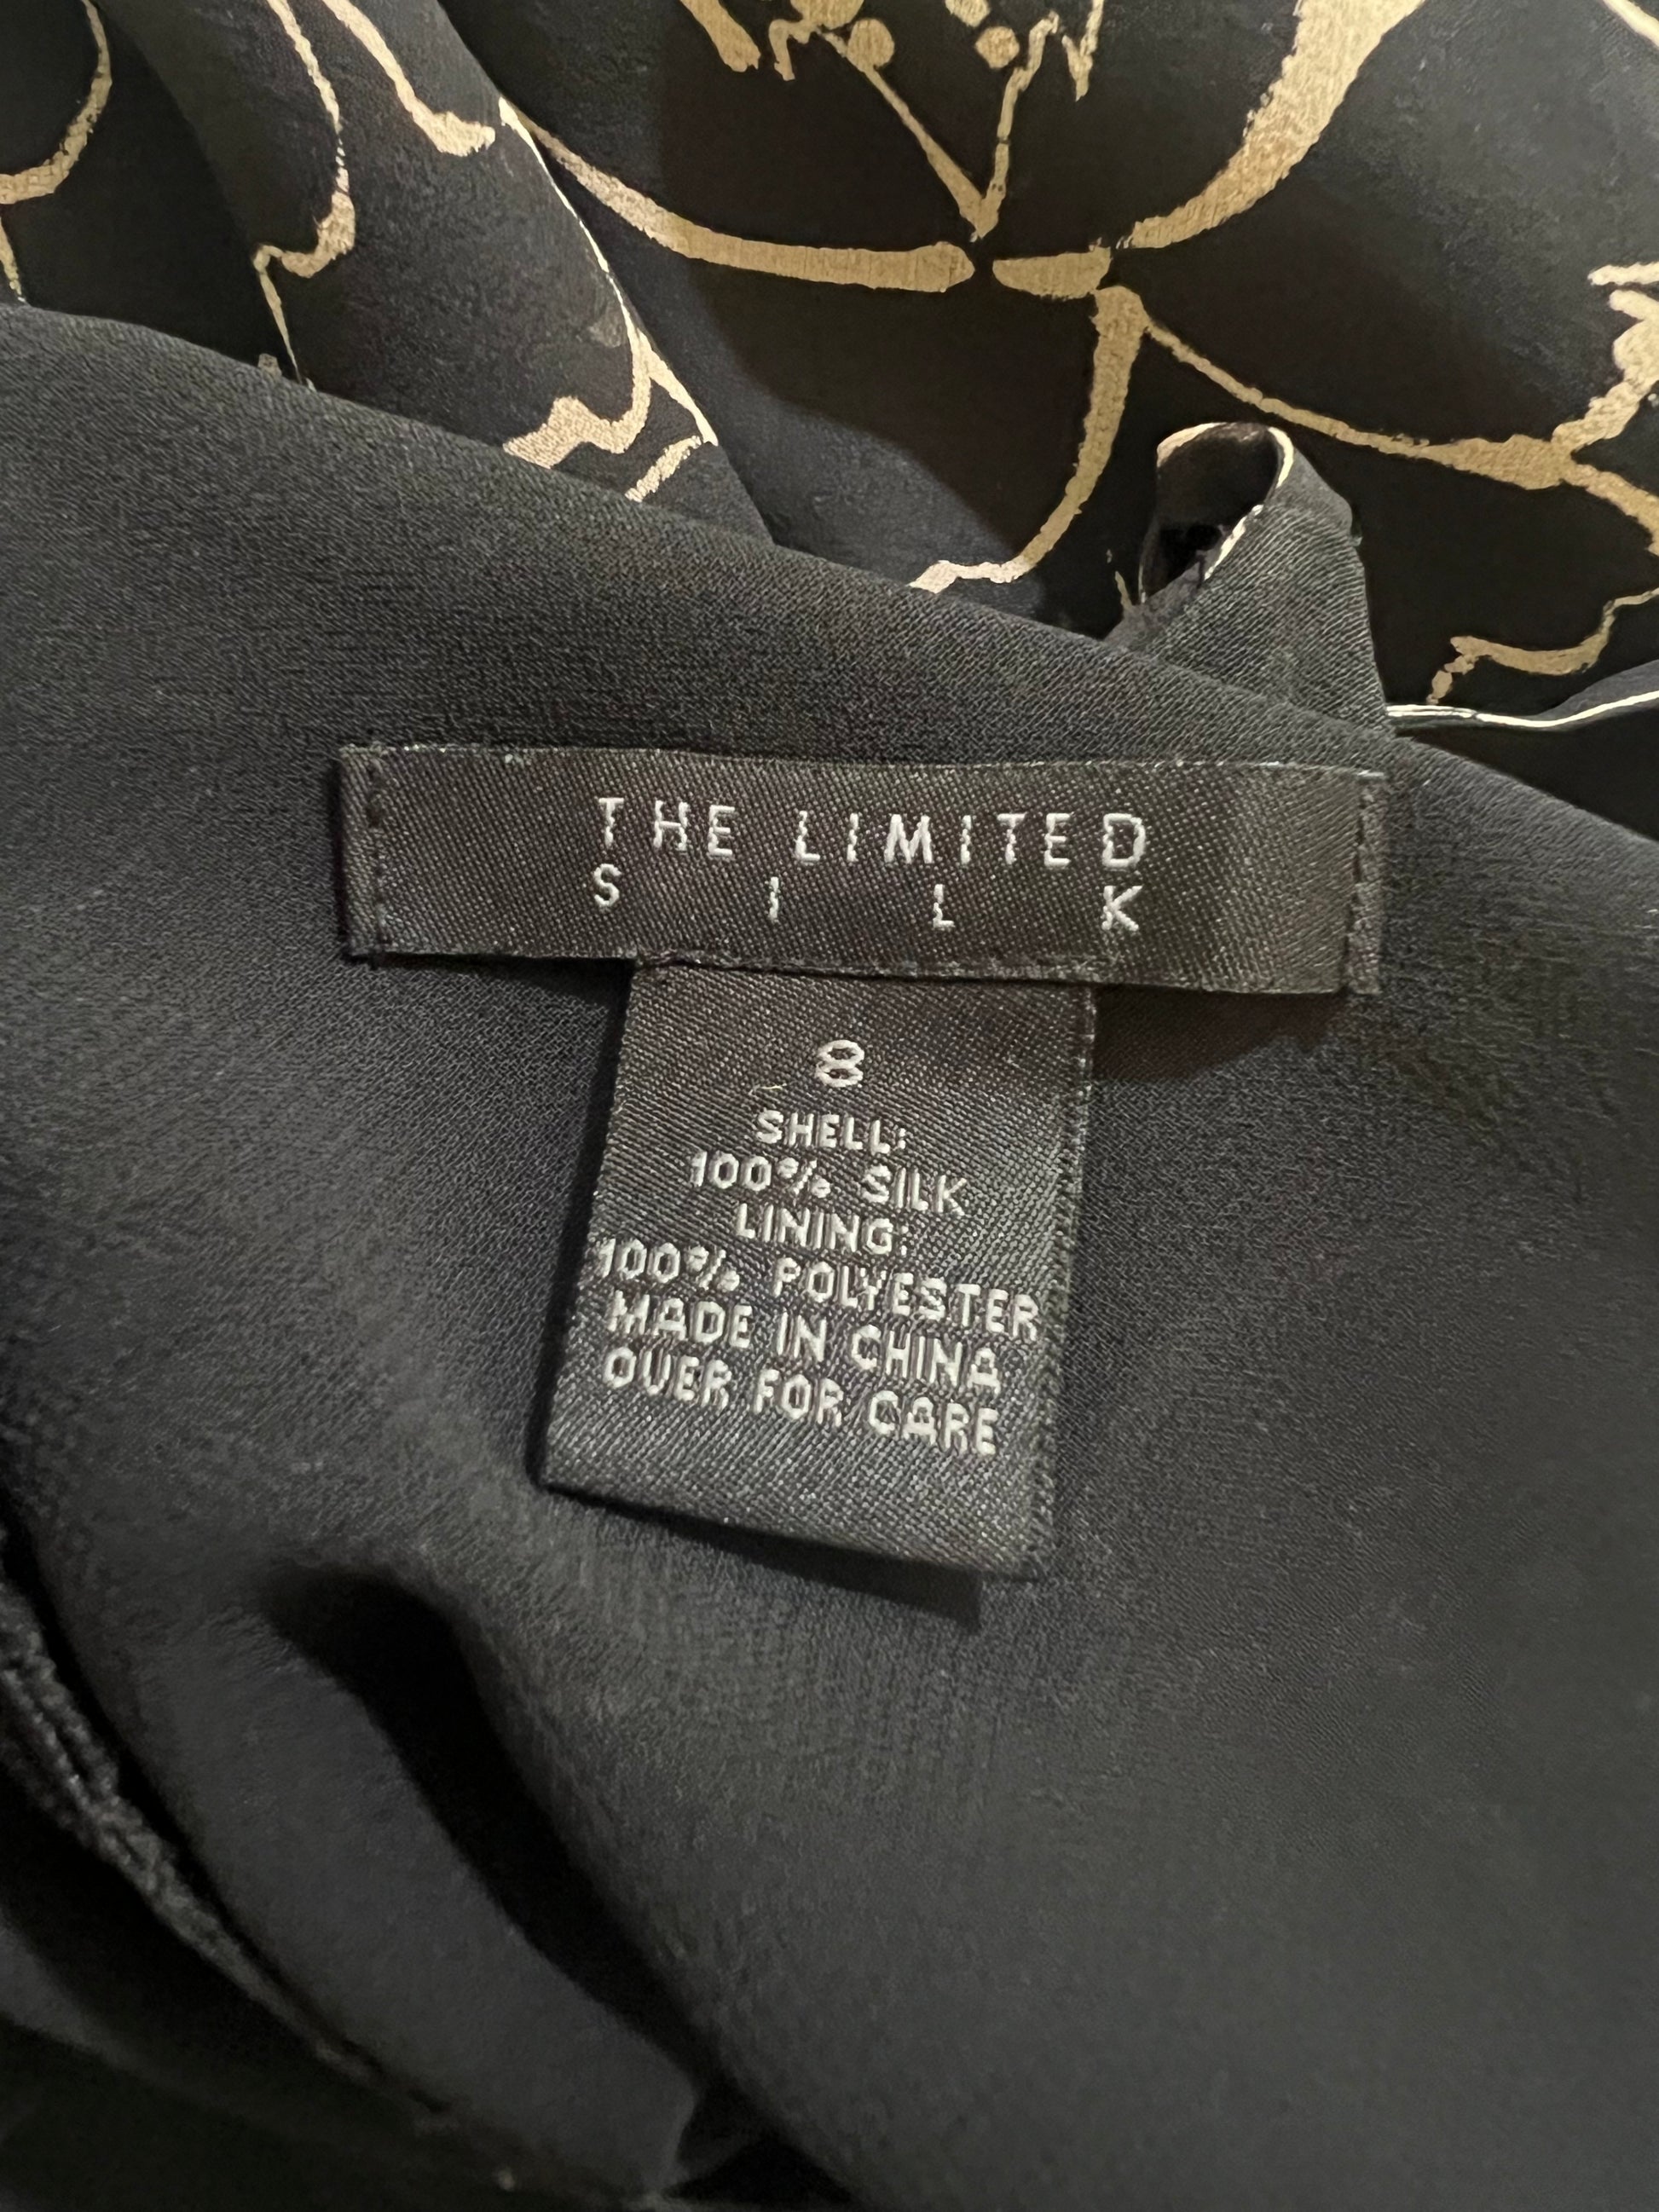 THE LIMITED
SILK
8
SHELL:
100% SILK
LINING:
100% POLYESTER
MADE IN CHINA
OVER FOR CARE